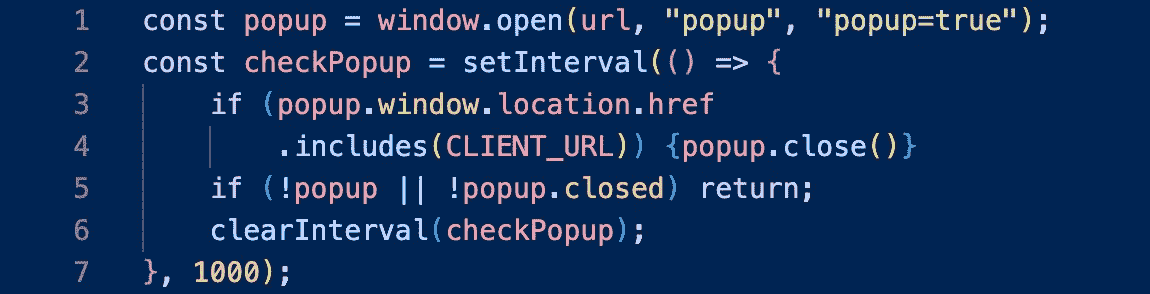 1 const popup = window.open(url, "popup", "popup=true");
2 const checkPopup = setInterval(() => {
3 if (popup.window.location.href
4 .includes(CLIENT_URL)) {popup.close()}
5 if (!popup || !popup.closed) return;
6 clearInterval(checkPopup);
7 }, 1000);